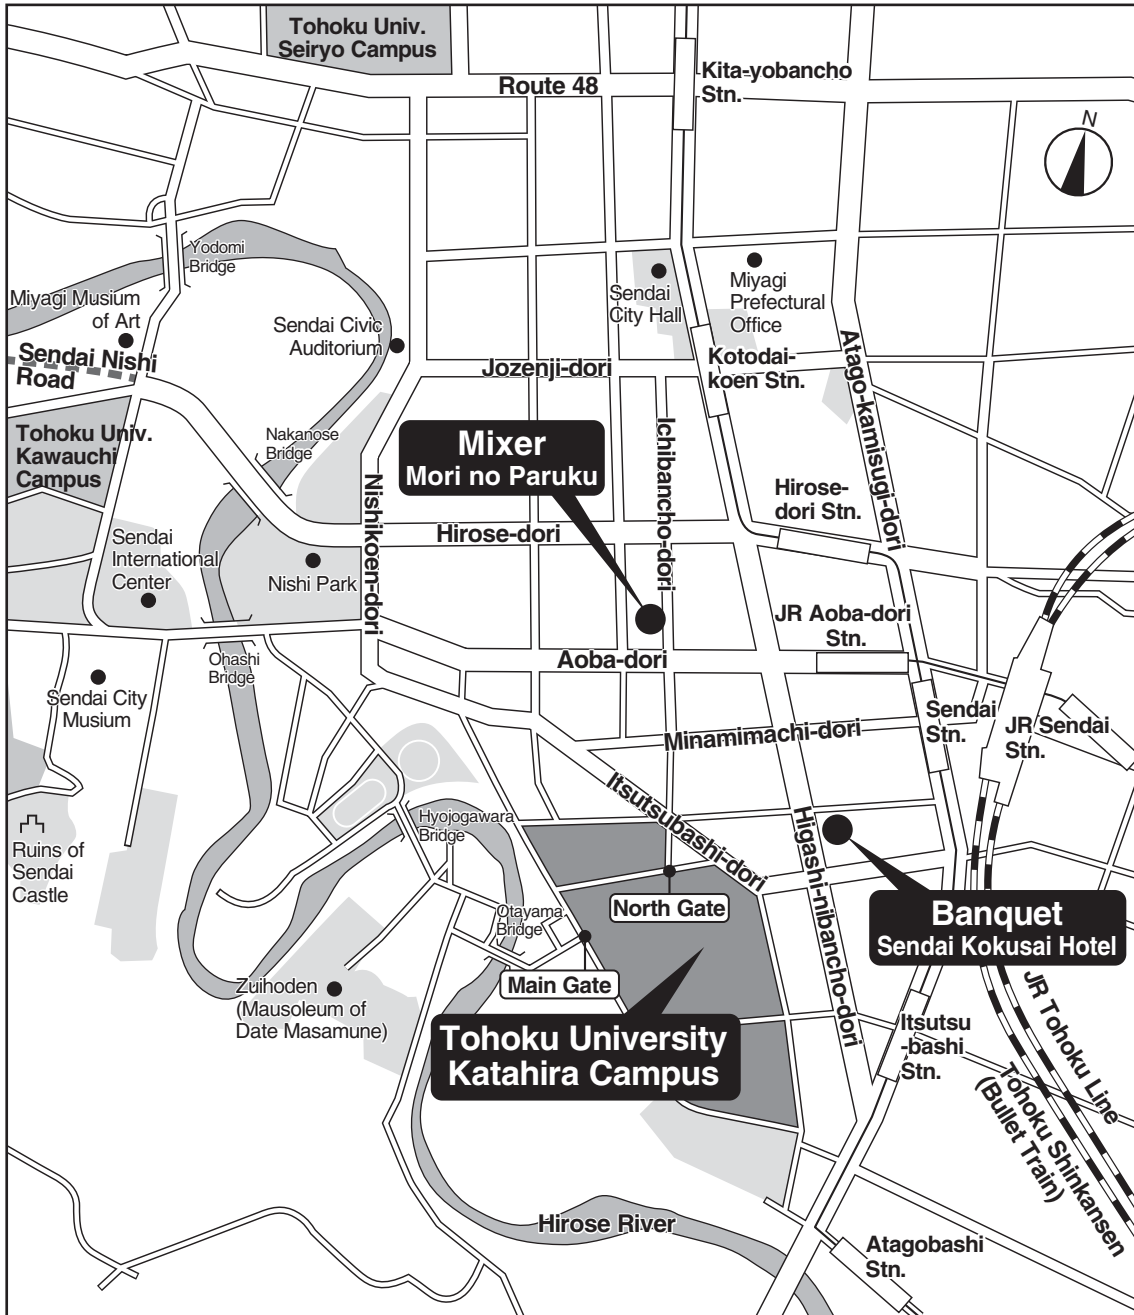 Tohoku Univ.
Seiryo Campus
Route 48
Kita-yobancho
Stn.
N
Yodomi
Bridge
Miyagi Musium
of Art
Sendai Civic
Auditorium
Sendai
City Hall
Miyagi
Prefectural
Office
Sendai Nishi
Road
Jozenji-dori
Kotodai-
koen Stn.
Atago-kamisugi-dori
Tohoku Univ.
Kawauchi
Campus
Nakanose
Bridge
Mixer
Mori no Paruku
Ichibancho-dori
Nishikoen-dori
Hirose-
dori Stn.
Hirose-dori
Sendai
International
Center
Nishi Park
JR Aoba-dori
Stn.
Aoba-dori
Ohashi
Bridge
Sendai City
Musium
Sendai
Stn.
JR Sendai
Stn.
Minamimachi-dori
Itsutsubashi-dori
Higashi-nibancho-dori
Hyojogawara
Bridge
Ruins of
Sendai
Castle
North Gate
Otayama
Bridge
Banquet
Sendai Kokusai Hotel
Main Gate
Zuihoden
(Mausoleum of
Date Masamune)
Tohoku University
Katahira Campus
Itsutsu
-bashi
Stn.
JR Tohoku Line
Tohoku Shinkansen
(Bullet Train)
Hirose River
Atagobashi
Stn.